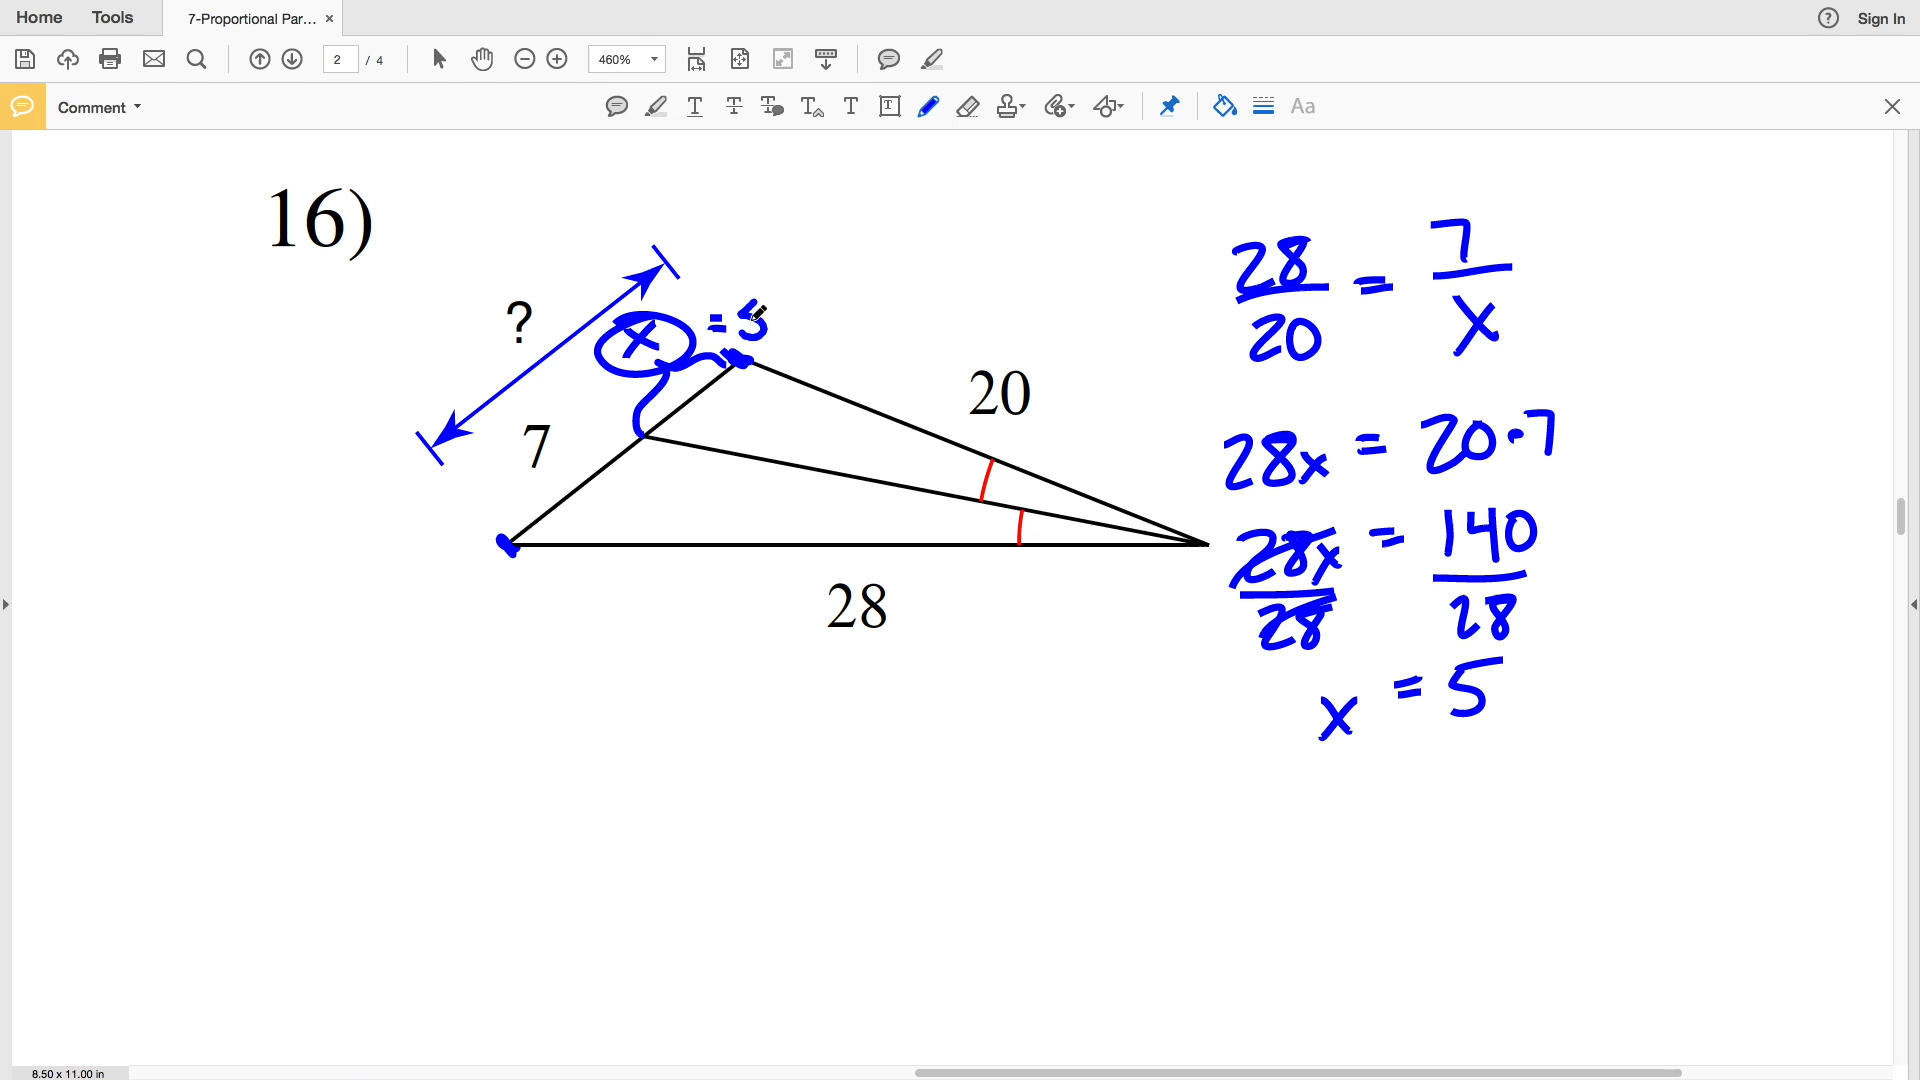 Home Tools 7-Proportional Par... × ? Sign In
2 / 4 460%
Comment T T T T T T Aa
16)
?
x = 5
7
20
28
28/20 = 7/x
28x = 20·7
28x/28 = 140/28
x = 5
8.50 x 11.00 in